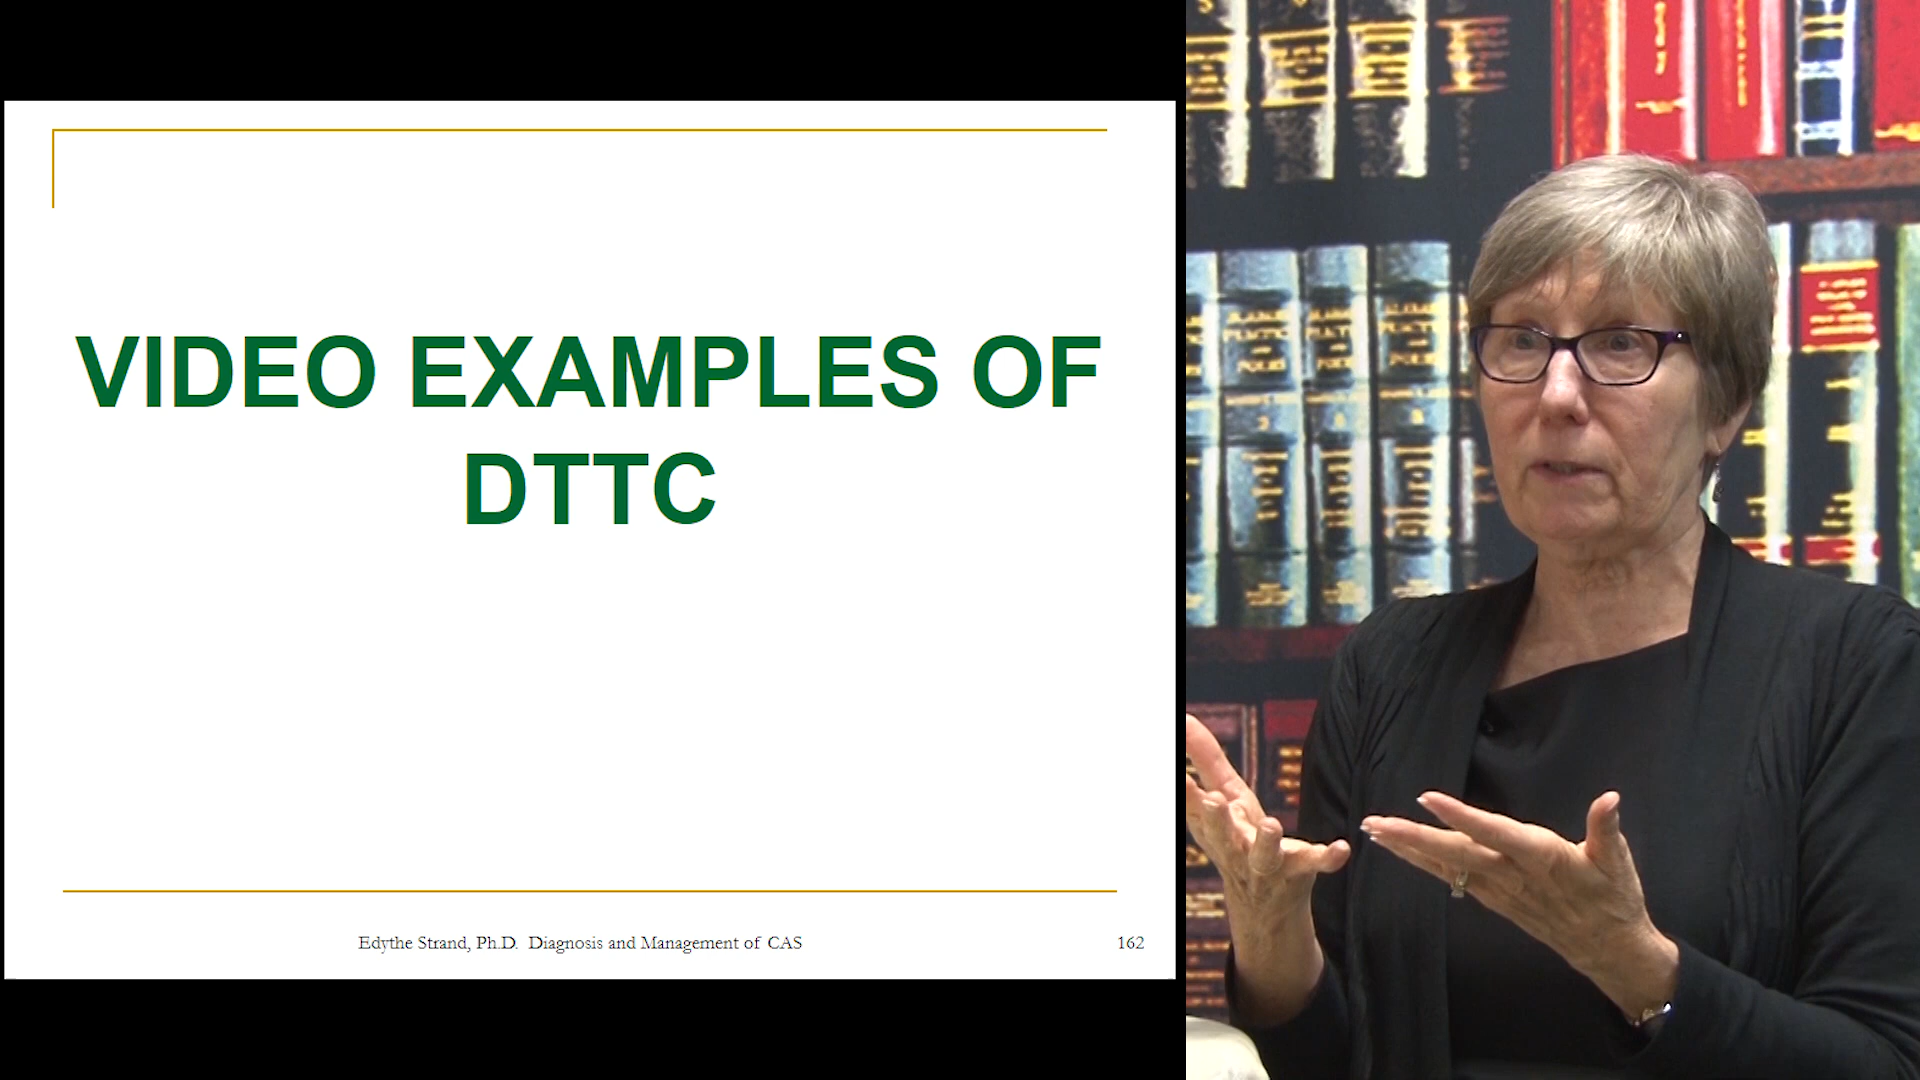 VIDEO EXAMPLES OF
DTTC
Edythe Strand, Ph.D. Diagnosis and Management of CAS
162